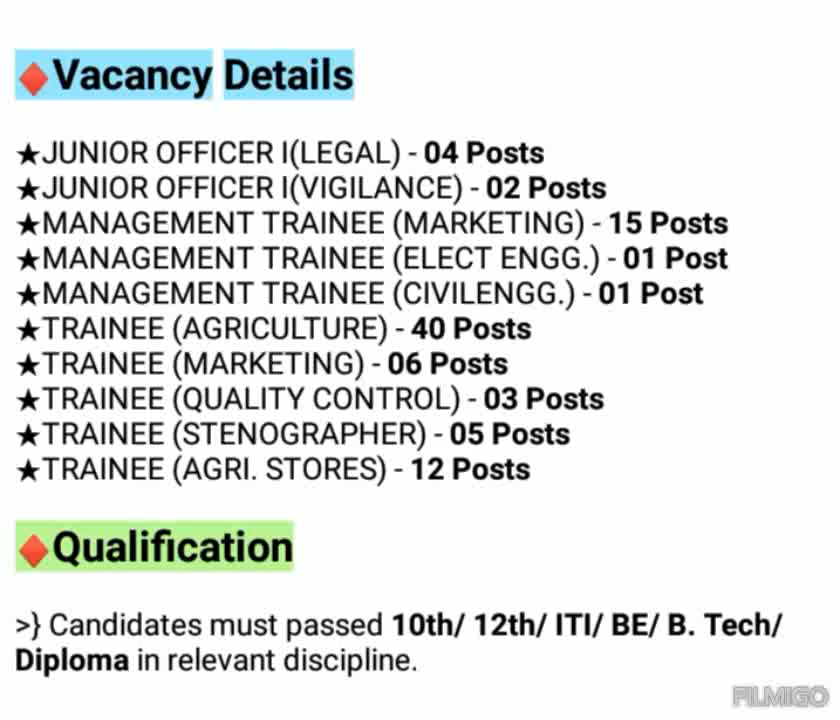 ♦Vacancy Details
★JUNIOR OFFICER I(LEGAL) - 04 Posts
★JUNIOR OFFICER I(VIGILANCE) - 02 Posts
★MANAGEMENT TRAINEE (MARKETING) - 15 Posts
★MANAGEMENT TRAINEE (ELECT ENGG.) - 01 Post
★MANAGEMENT TRAINEE (CIVILENGG.) - 01 Post
★TRAINEE (AGRICULTURE) - 40 Posts
★TRAINEE (MARKETING) - 06 Posts
★TRAINEE (QUALITY CONTROL) - 03 Posts
★TRAINEE (STENOGRAPHER) - 05 Posts
★TRAINEE (AGRI. STORES) - 12 Posts
♦Qualification
>} Candidates must passed 10th/ 12th/ ITI/ BE/ B. Tech/
Diploma in relevant discipline.
FILMIGO